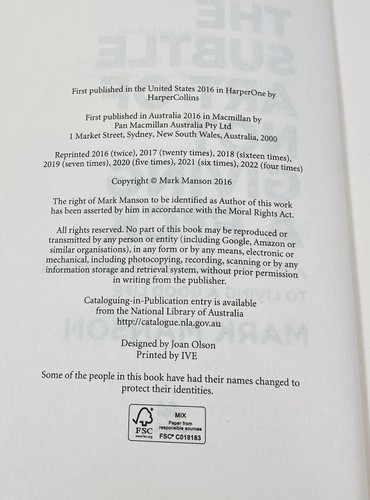 First published in the United States 2016 in HarperOne by
HarperCollins
First published in Australia 2016 in Macmillan by
Pan Macmillan Australia Pty Ltd
1 Market Street, Sydney, New South Wales, Australia, 2000
Reprinted 2016 (twice), 2017 (twenty times), 2018 (sixteen times),
2019 (seven times), 2020 (five times), 2021 (six times), 2022 (four times)
Copyright © Mark Manson 2016
The right of Mark Manson to be identified as Author of this work
has been asserted by him in accordance with the Moral Rights Act.
All rights reserved. No part of this book may be reproduced or
transmitted by person or entity (including Google, Amazon or
similar organisations), in any form or by any means, electronic or
mechanical, including photocopying, recording, scanning or by any
information storage and retrieval system, without prior permission
in writing from the publisher.
Cataloguing-in-Publication entry is available
from the National Library of Australia
http://catalogue.nla.gov.au
Designed by Joan Olson
Printed by IVE
Some of the people in this book have had their names changed to
protect their identities.
FSC
www.fsc.org
MIX
Paper from
responsible sources
FSC® C018183